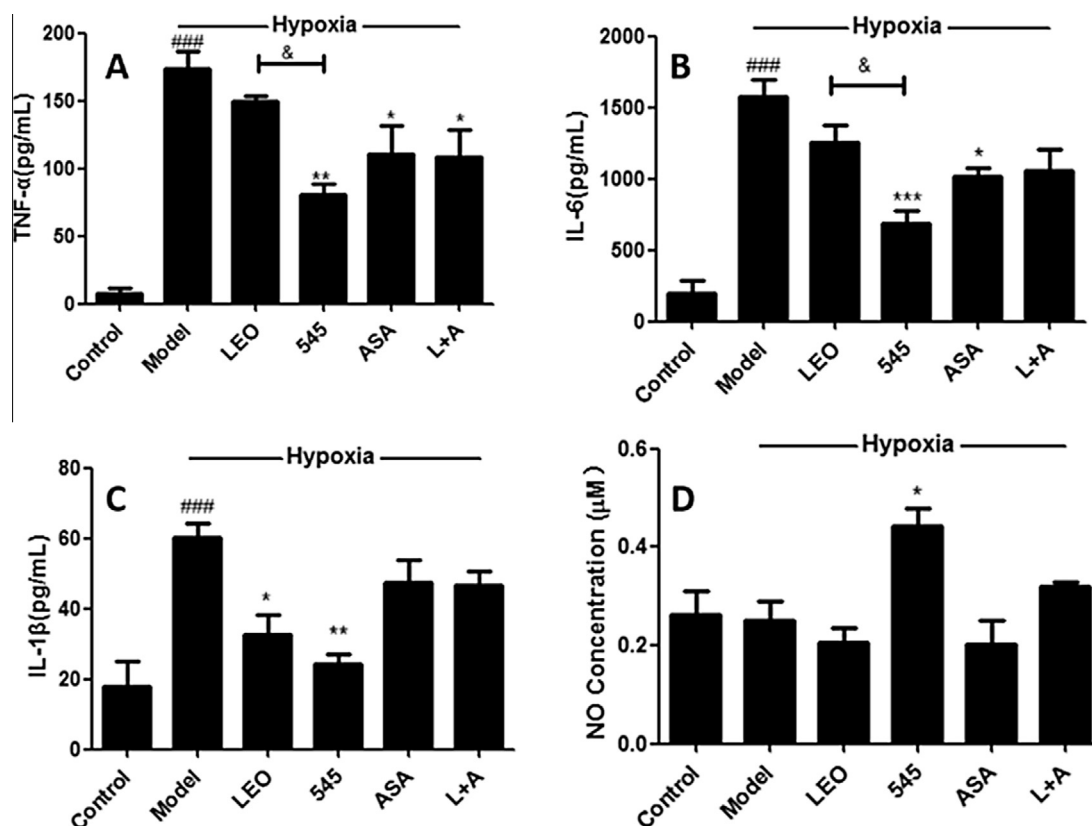 Hypoxia
A
###
&
**
*
*
TNF-α(pg/mL)
200
150
100
50
0
Control
Model
LEO
545
ASA
L+A
Hypoxia
B
###
&
***
*
IL-6(pg/mL)
2000
1500
1000
500
0
Control
Model
LEO
545
ASA
L+A
Hypoxia
C
###
*
**
IL-1β(pg/mL)
80
60
40
20
0
Control
Model
LEO
545
ASA
L+A
Hypoxia
D
*
NO Concentration (μM)
0.6
0.4
0.2
0.0
Control
Model
LEO
545
ASA
L+A